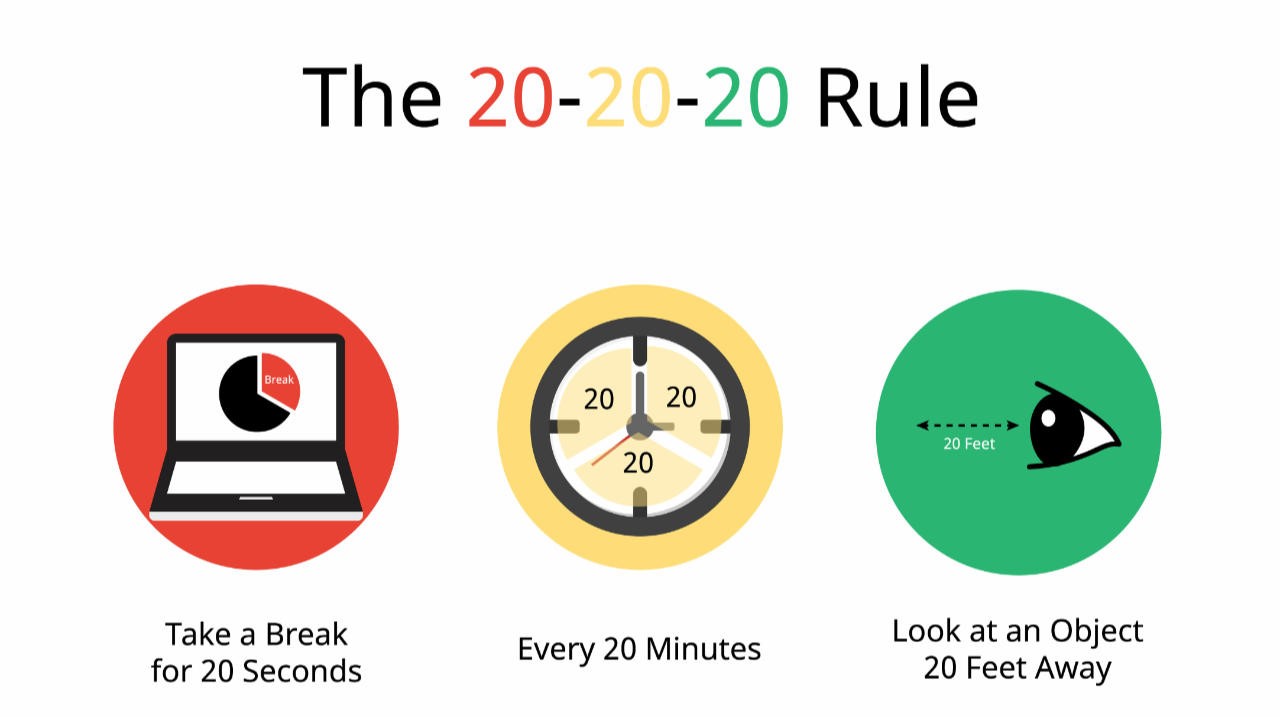 The 20-20-20 Rule
Break
20
20
20
20 Feet
Take a Break
for 20 Seconds
Every 20 Minutes
Look at an Object
20 Feet Away